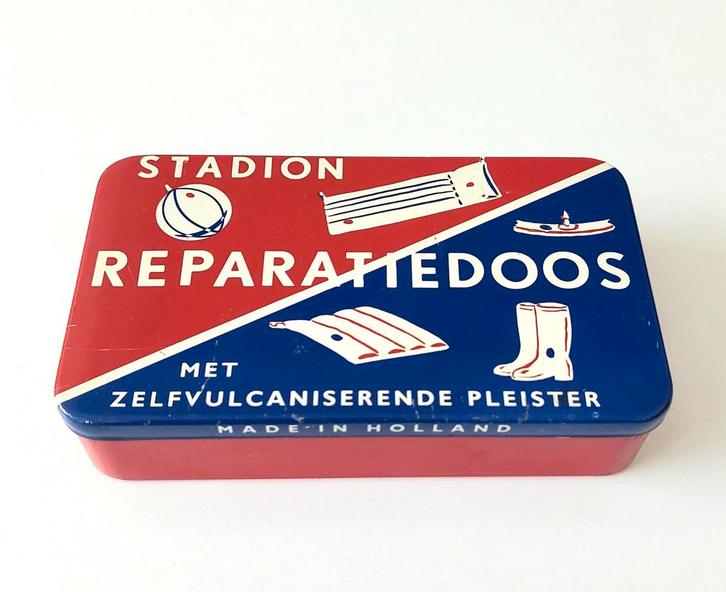 STADION
REPARATIEDOOS
MET
ZELFVULCANISERENDE PLEISTER
MADE IN HOLLAND